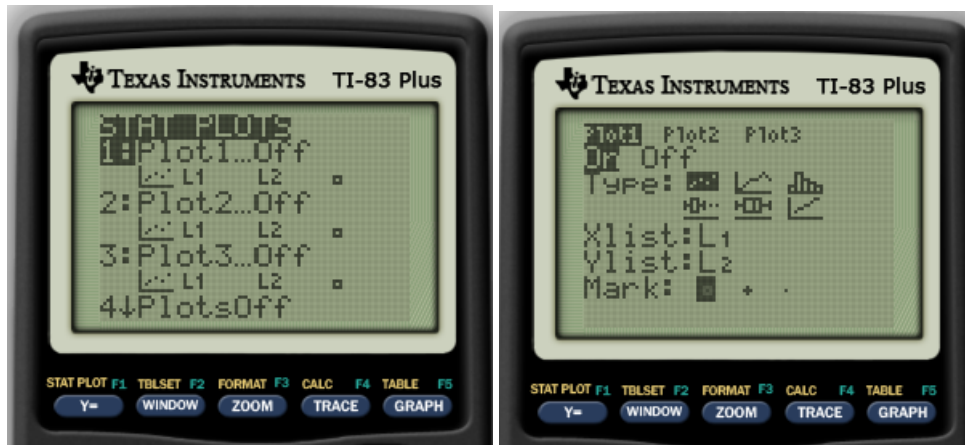 TEXAS INSTRUMENTS TI-83 Plus
STAT PLOTS
1:Plot1...Off
L1 L2
2:Plot2...Off
L1 L2
3:Plot3...Off
L1 L2
4↓PlotsOff
STAT PLOT F1 TBLSET F2 FORMAT F3 CALC F4 TABLE F5
Y= WINDOW ZOOM TRACE GRAPH
TEXAS INSTRUMENTS TI-83 Plus
Plot1 Plot2 Plot3
On Off
Type:
Xlist:L1
Ylist:L2
Mark:
STAT PLOT F1 TBLSET F2 FORMAT F3 CALC F4 TABLE F5
Y= WINDOW ZOOM TRACE GRAPH